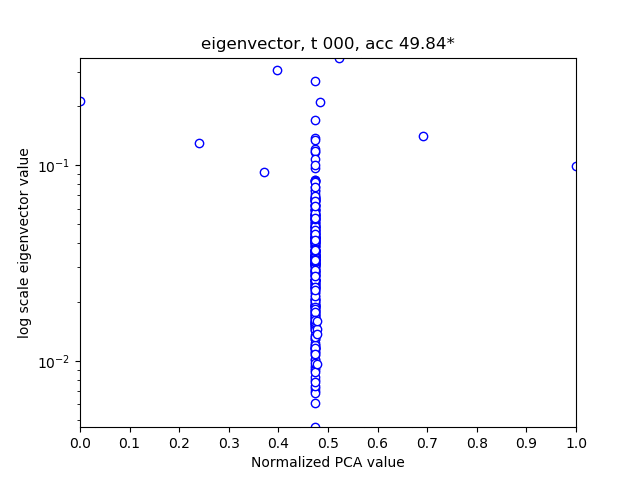 eigenvector, t 000, acc 49.84*
log scale eigenvector value
10⁻¹
10⁻²
0.0 0.1 0.2 0.3 0.4 0.5 0.6 0.7 0.8 0.9 1.0
Normalized PCA value